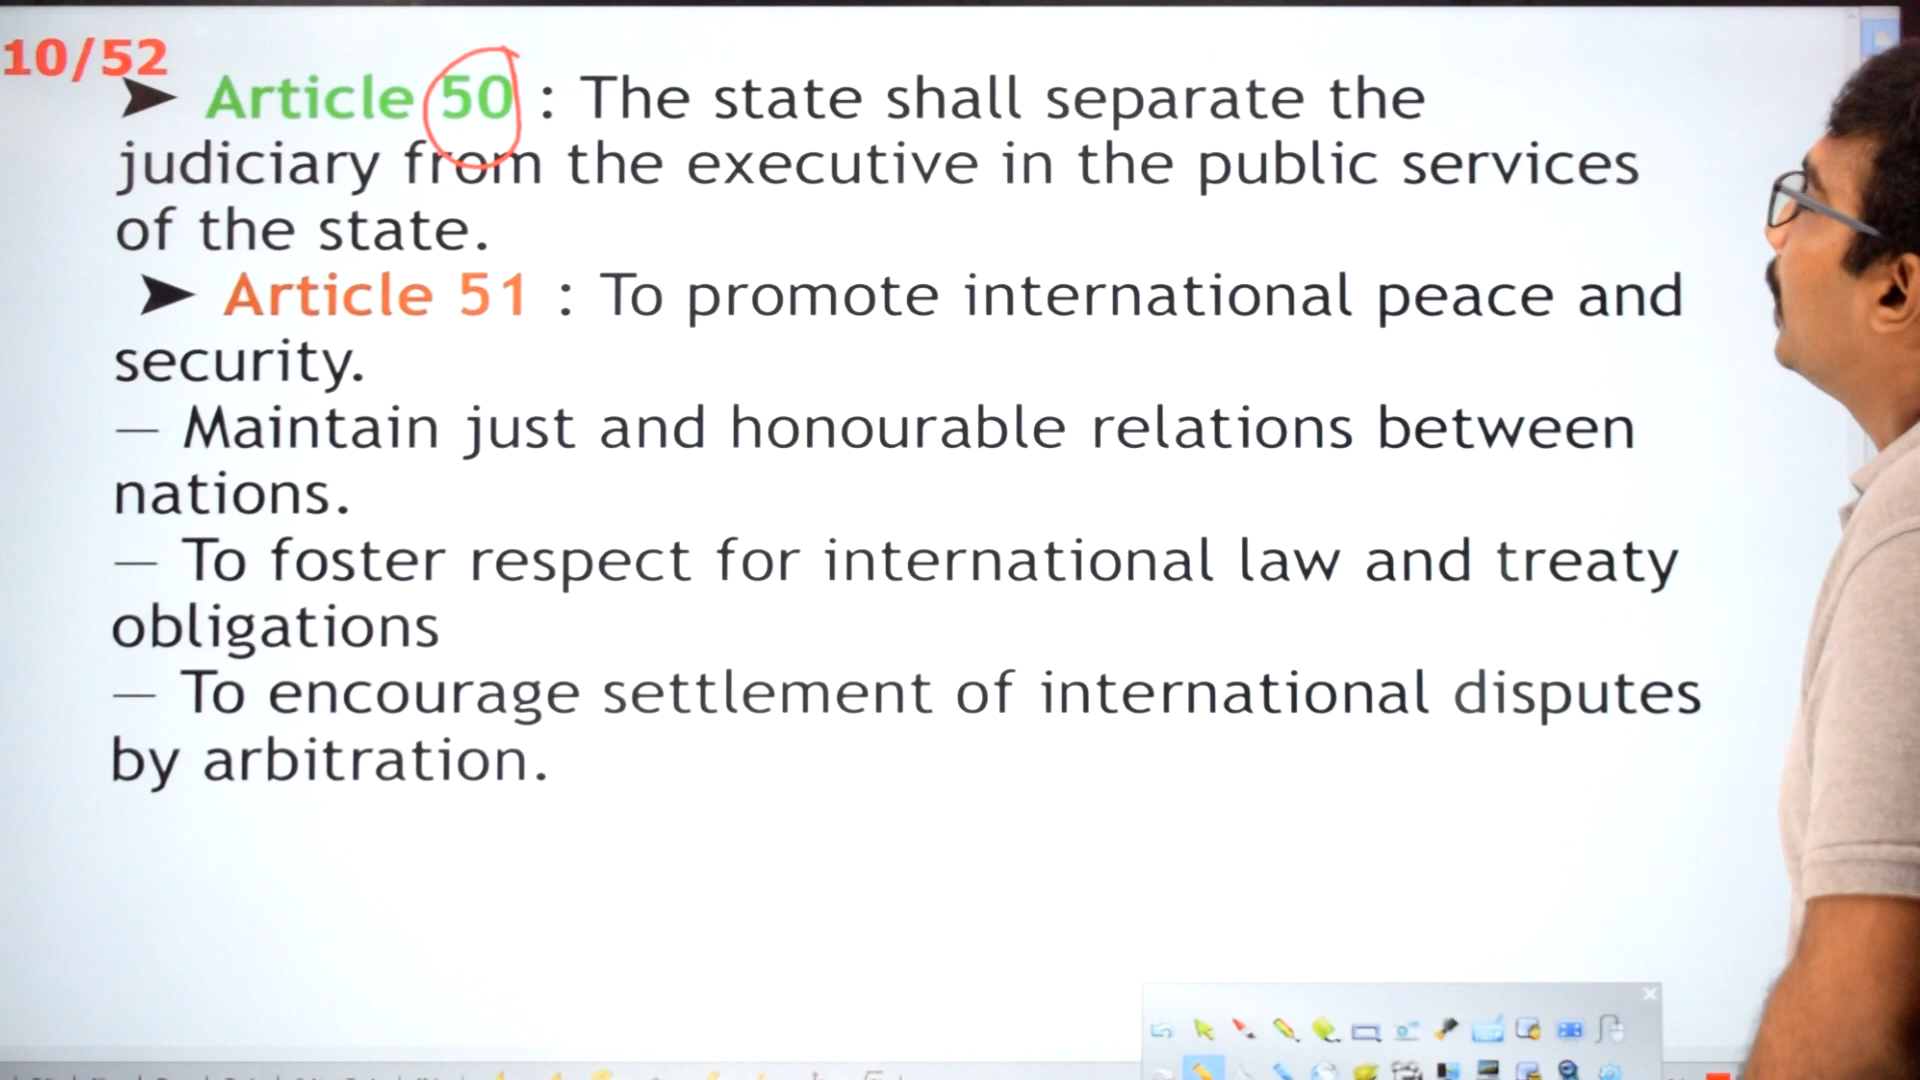 10/52
➤ Article 50 : The state shall separate the
judiciary from the executive in the public services
of the state.
➤ Article 51 : To promote international peace and
security.
— Maintain just and honourable relations between
nations.
— To foster respect for international law and treaty
obligations
— To encourage settlement of international disputes
by arbitration.